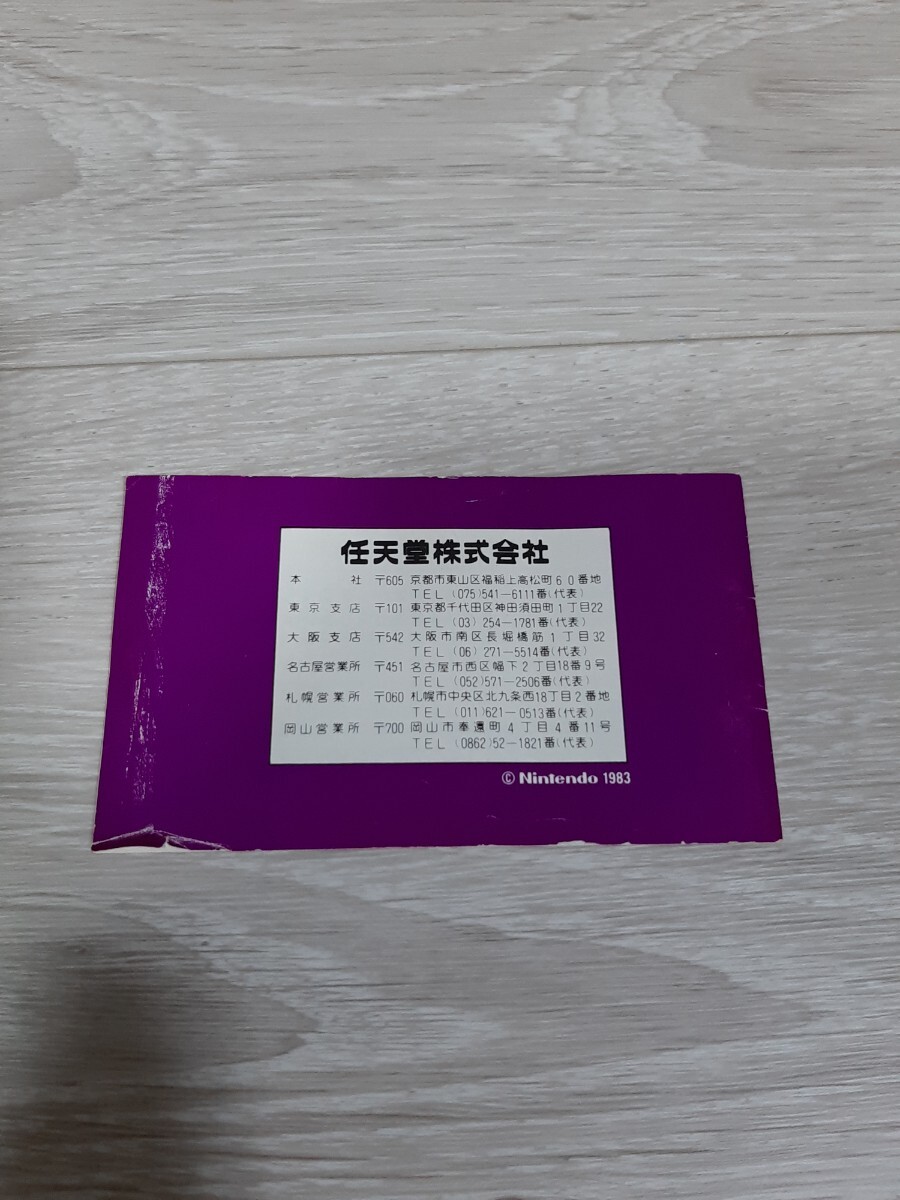 任天堂株式会社
本社 〒605 京都市東山区福稲上高松町60番地
TEL (075)541-6111番(代表)
東京支店 〒101 東京都千代田区神田須田町1丁目22
TEL (03) 254-1781番(代表)
大阪支店 〒542 大阪市南区長堀橋筋1丁目32
TEL (06) 271-5514番(代表)
名古屋営業所 〒451 名古屋市西区幅下2丁目18番9号
TEL (052)571-2506番(代表)
札幌営業所 〒060 札幌市中央区北九条西18丁目2番地
TEL (011)621-0513番(代表)
岡山営業所 〒700 岡山市奉還町4丁目4番11号
TEL (0862)52-1821番(代表)
© Nintendo 1983